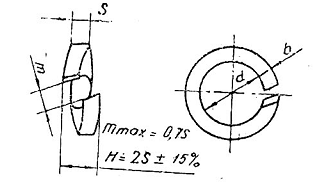 S
b
d
m
mmax = 0,7S
H = 2S ± 15%